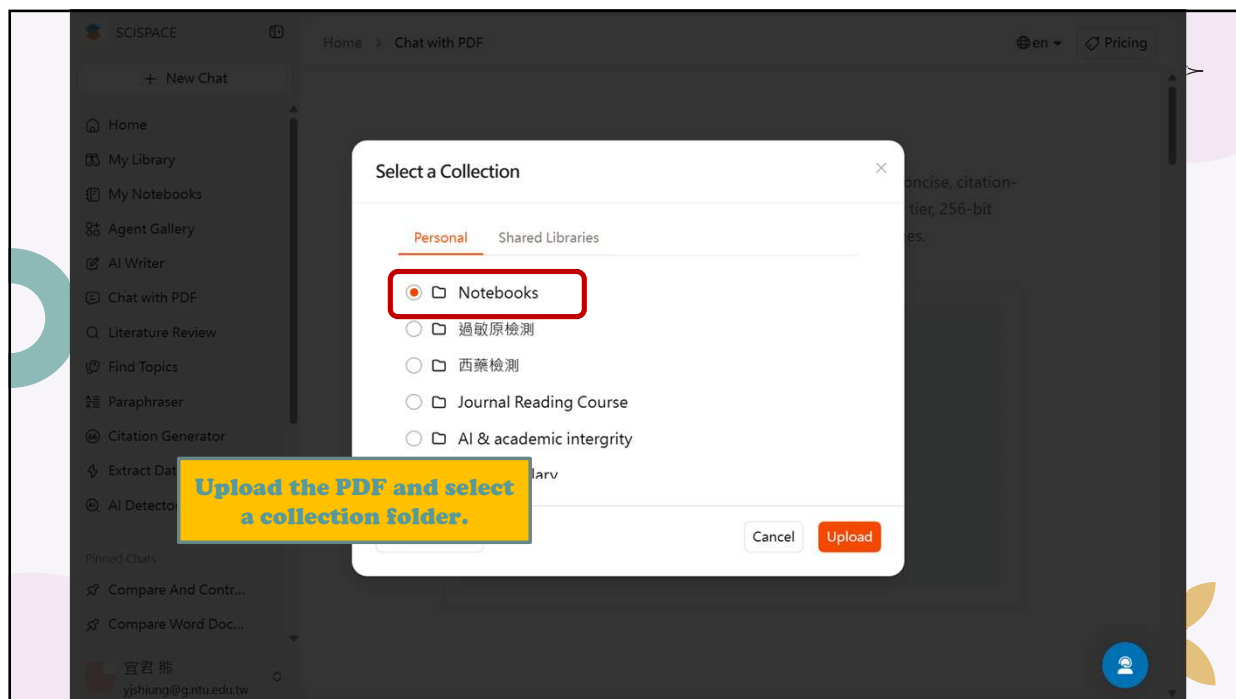 SCISPACE
+ New Chat
Home
My Library
My Notebooks
Agent Gallery
AI Writer
Chat with PDF
Literature Review
Find Topics
Paraphraser
Citation Generator
Extract Dat
AI Detecto
Pinned Chats
Compare And Contr...
Compare Word Doc...
宜君 熊
yjshiung@g.ntu.edu.tw
Home > Chat with PDF
en
Pricing
oncise, citation-
tier, 256-bit
es.
Select a Collection
Personal
Shared Libraries
Notebooks
過敏原檢測
西藥檢測
Journal Reading Course
AI & academic intergrity
Cancel
Upload
Upload the PDF and select
a collection folder.